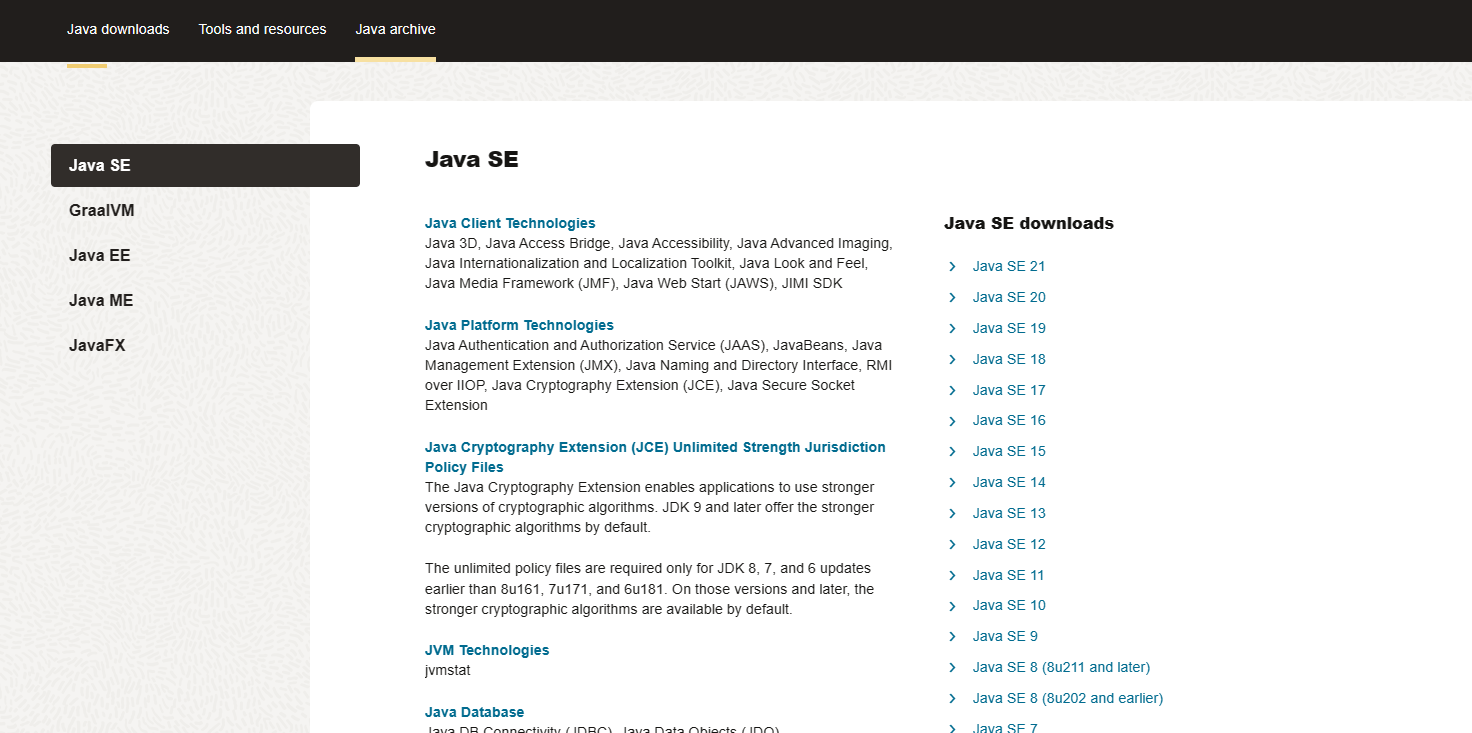 Java downloads Tools and resources Java archive
Java SE
GraalVM
Java EE
Java ME
JavaFX
Java SE
Java Client Technologies
Java 3D, Java Access Bridge, Java Accessibility, Java Advanced Imaging,
Java Internationalization and Localization Toolkit, Java Look and Feel,
Java Media Framework (JMF), Java Web Start (JAWS), JIMI SDK
Java Platform Technologies
Java Authentication and Authorization Service (JAAS), JavaBeans, Java
Management Extension (JMX), Java Naming and Directory Interface, RMI
over IIOP, Java Cryptography Extension (JCE), Java Secure Socket
Extension
Java Cryptography Extension (JCE) Unlimited Strength Jurisdiction
Policy Files
The Java Cryptography Extension enables applications to use stronger
versions of cryptographic algorithms. JDK 9 and later offer the stronger
cryptographic algorithms by default.
The unlimited policy files are required only for JDK 8, 7, and 6 updates
earlier than 8u161, 7u171, and 6u181. On those versions and later, the
stronger cryptographic algorithms are available by default.
JVM Technologies
jvmstat
Java Database
Java DB Connectivity (JDBC), Java Data Objects (JDO)
Java SE downloads
Java SE 21
Java SE 20
Java SE 19
Java SE 18
Java SE 17
Java SE 16
Java SE 15
Java SE 14
Java SE 13
Java SE 12
Java SE 11
Java SE 10
Java SE 9
Java SE 8 (8u211 and later)
Java SE 8 (8u202 and earlier)
Java SE 7